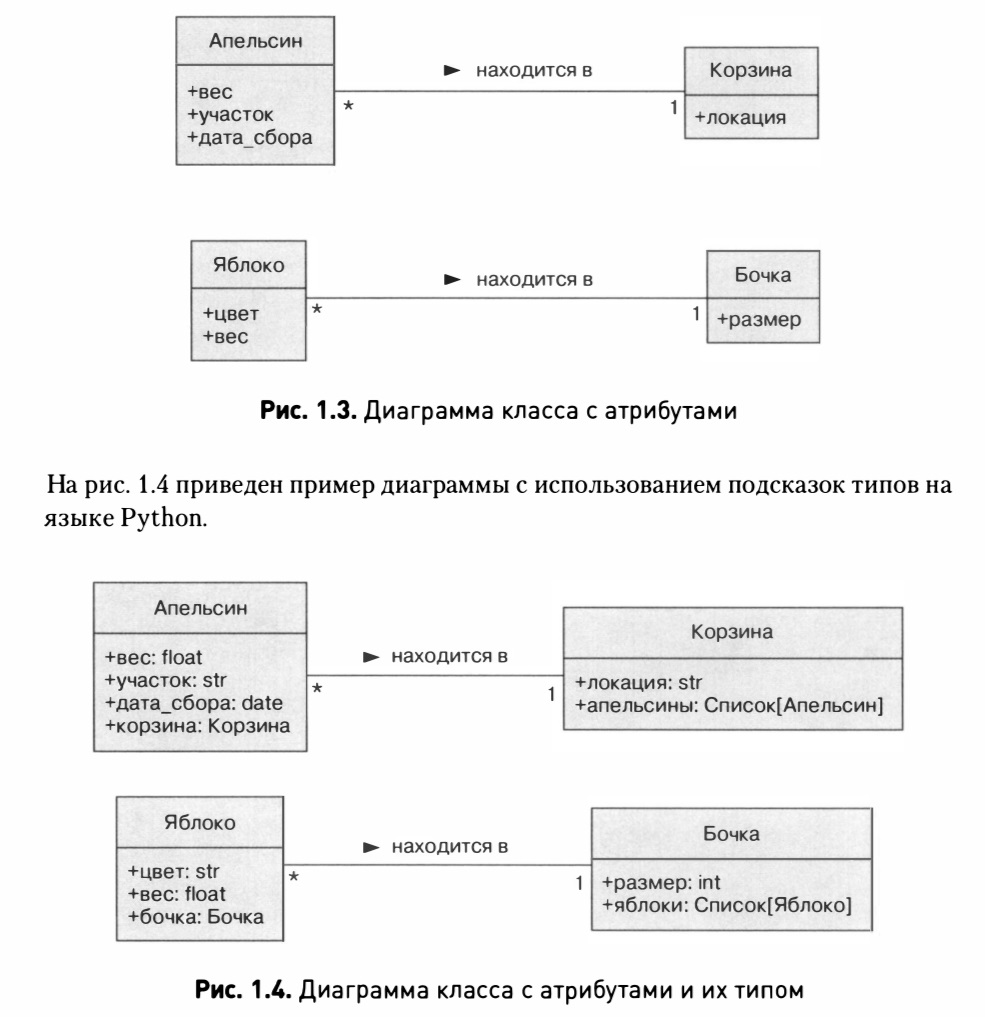 Апельсин
+вес
+участок
+дата_сбора
► находится в
*
1
Корзина
+локация
Яблоко
+цвет
+вес
► находится в
*
1
Бочка
+размер
Рис. 1.3. Диаграмма класса с атрибутами
На рис. 1.4 приведен пример диаграммы с использованием подсказок типов на
языке Python.
Апельсин
+вес: float
+участок: str
+дата_сбора: date
+корзина: Корзина
► находится в
*
1
Корзина
+локация: str
+апельсины: Список[Апельсин]
Яблоко
+цвет: str
+вес: float
+бочка: Бочка
► находится в
*
1
Бочка
+размер: int
+яблоки: Список[Яблоко]
Рис. 1.4. Диаграмма класса с атрибутами и их типом